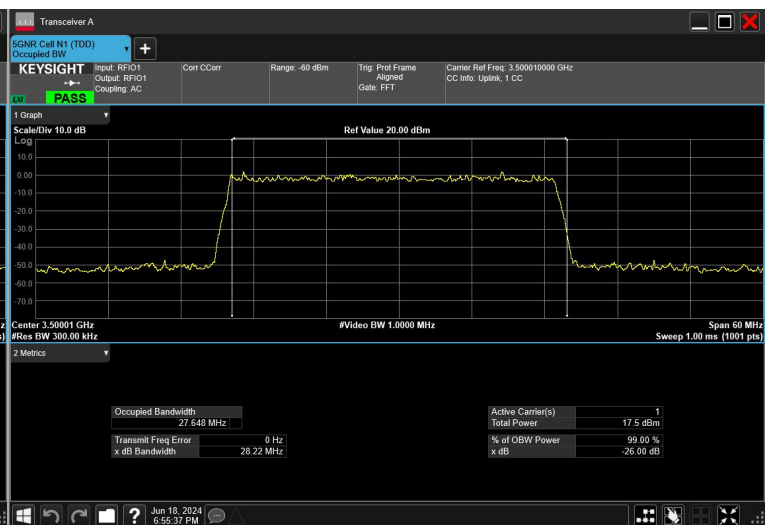 Transceiver A
5GNR Cell N1 (TDD)
Occupied BW
+
KEYSIGHT
Input: RFIO1
Output: RFIO1
Coupling: AC
Corr CCorr
Range: -60 dBm
Trig: Prot Frame
Aligned
Gate: FFT
Carrier Ref Freq: 3.500010000 GHz
CC Info: Uplink, 1 CC
LXI
PASS
1 Graph
Scale/Div 10.0 dB
Ref Value 20.00 dBm
Log
10.0
0.00
-10.0
-20.0
-30.0
-40.0
-50.0
-60.0
-70.0
Center 3.50001 GHz
#Video BW 1.0000 MHz
Span 60 MHz
#Res BW 300.00 kHz
Sweep 1.00 ms (1001 pts)
2 Metrics
Occupied Bandwidth
27.648 MHz
Transmit Freq Error 0 Hz
x dB Bandwidth 28.22 MHz
Active Carrier(s) 1
Total Power 17.5 dBm
% of OBW Power 99.00 %
x dB -26.00 dB
?
Jun 18, 2024
6:55:37 PM